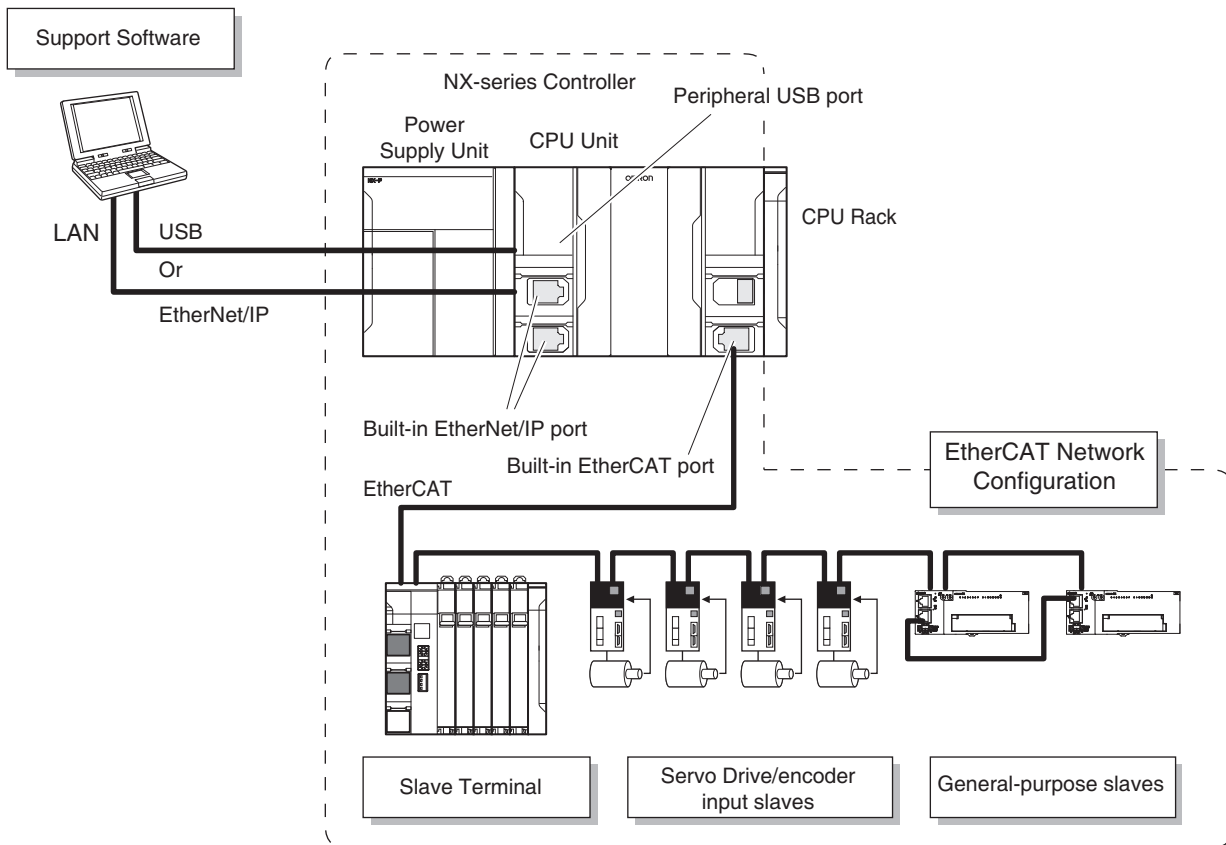 Support Software
NX-series Controller
Peripheral USB port
Power
Supply Unit
CPU Unit
CPU Rack
LAN
USB
Or
EtherNet/IP
Built-in EtherNet/IP port
Built-in EtherCAT port
EtherCAT
EtherCAT Network
Configuration
Slave Terminal
Servo Drive/encoder
input slaves
General-purpose slaves